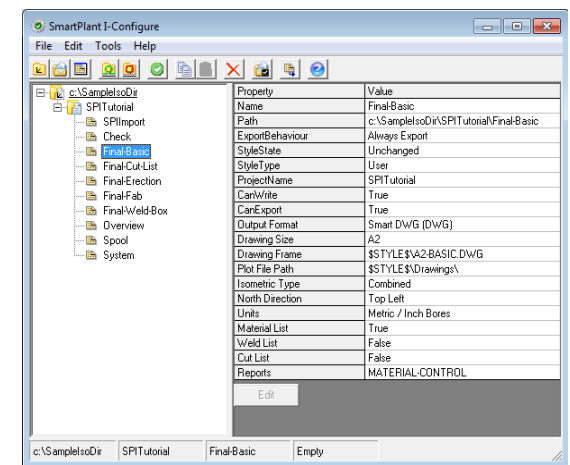 SmartPlant I-Configure
File Edit Tools Help
c:\SampleIsoDir
SPITutorial
SPIImport
Check
Final-Basic
Final-Cut-List
Final-Erection
Final-Fab
Final-Weld-Box
Overview
Spool
System
Property Value
Name Final-Basic
Path c:\SampleIsoDir\SPITutorial\Final-Basic
ExportBehaviour Always Export
StyleState Unchanged
StyleType User
ProjectName SPITutorial
CanWrite True
CanExport True
Output Format Smart DWG (DWG)
Drawing Size A2
Drawing Frame $STYLE$\A2-BASIC.DWG
Plot File Path $STYLE$\Drawings\
Isometric Type Combined
North Direction Top Left
Units Metric / Inch Bores
Material List True
Weld List False
Cut List False
Reports MATERIAL-CONTROL
Edit
c:\SampleIsoDir SPITutorial Final-Basic Empty